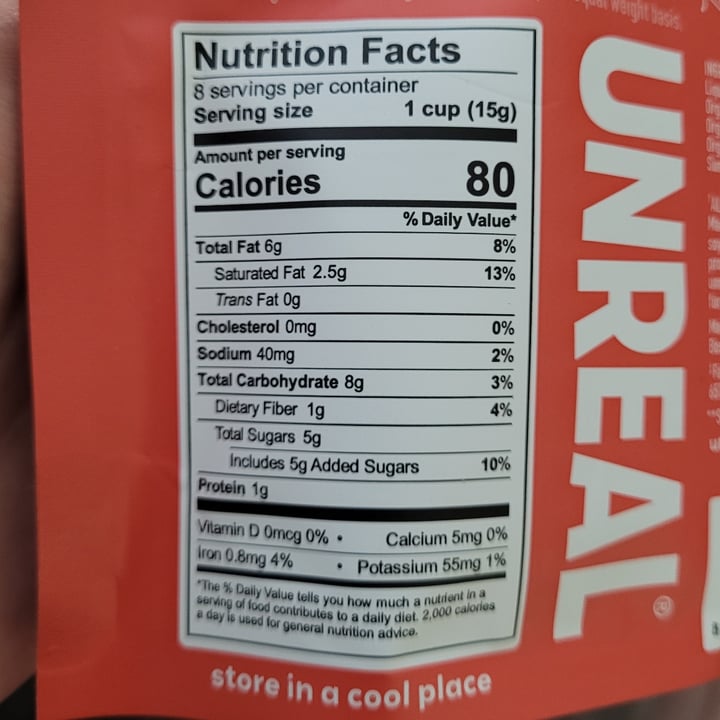 qual weight basis.
Nutrition Facts
8 servings per container
Serving size 1 cup (15g)
Amount per serving
Calories 80
% Daily Value*
Total Fat 6g 8%
Saturated Fat 2.5g 13%
Trans Fat 0g
Cholesterol 0mg 0%
Sodium 40mg 2%
Total Carbohydrate 8g 3%
Dietary Fiber 1g 4%
Total Sugars 5g
Includes 5g Added Sugars 10%
Protein 1g
Vitamin D 0mcg 0% • Calcium 5mg 0%
Iron 0.8mg 4% • Potassium 55mg 1%
*The % Daily Value tells you how much a nutrient in a
serving of food contributes to a daily diet. 2,000 calories
a day is used for general nutrition advice.
store in a cool place
UNREAL®